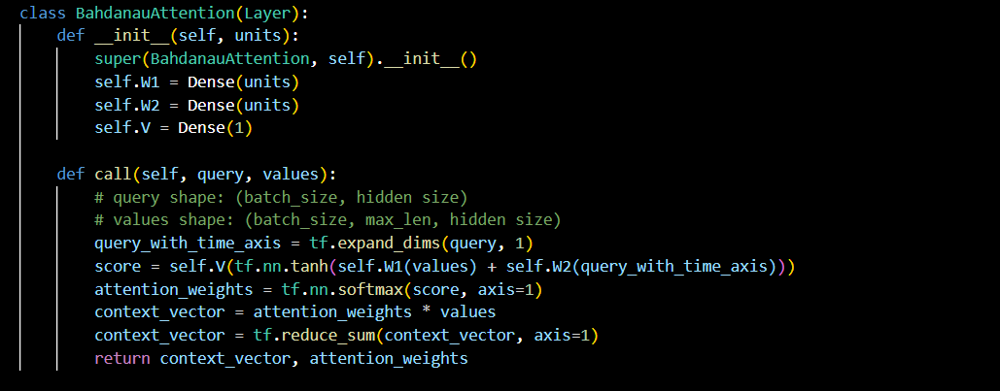 class BahdanauAttention(Layer):
    def __init__(self, units):
        super(BahdanauAttention, self).__init__()
        self.W1 = Dense(units)
        self.W2 = Dense(units)
        self.V = Dense(1)

    def call(self, query, values):
        # query shape: (batch_size, hidden size)
        # values shape: (batch_size, max_len, hidden size)
        query_with_time_axis = tf.expand_dims(query, 1)
        score = self.V(tf.nn.tanh(self.W1(values) + self.W2(query_with_time_axis)))
        attention_weights = tf.nn.softmax(score, axis=1)
        context_vector = attention_weights * values
        context_vector = tf.reduce_sum(context_vector, axis=1)
        return context_vector, attention_weights